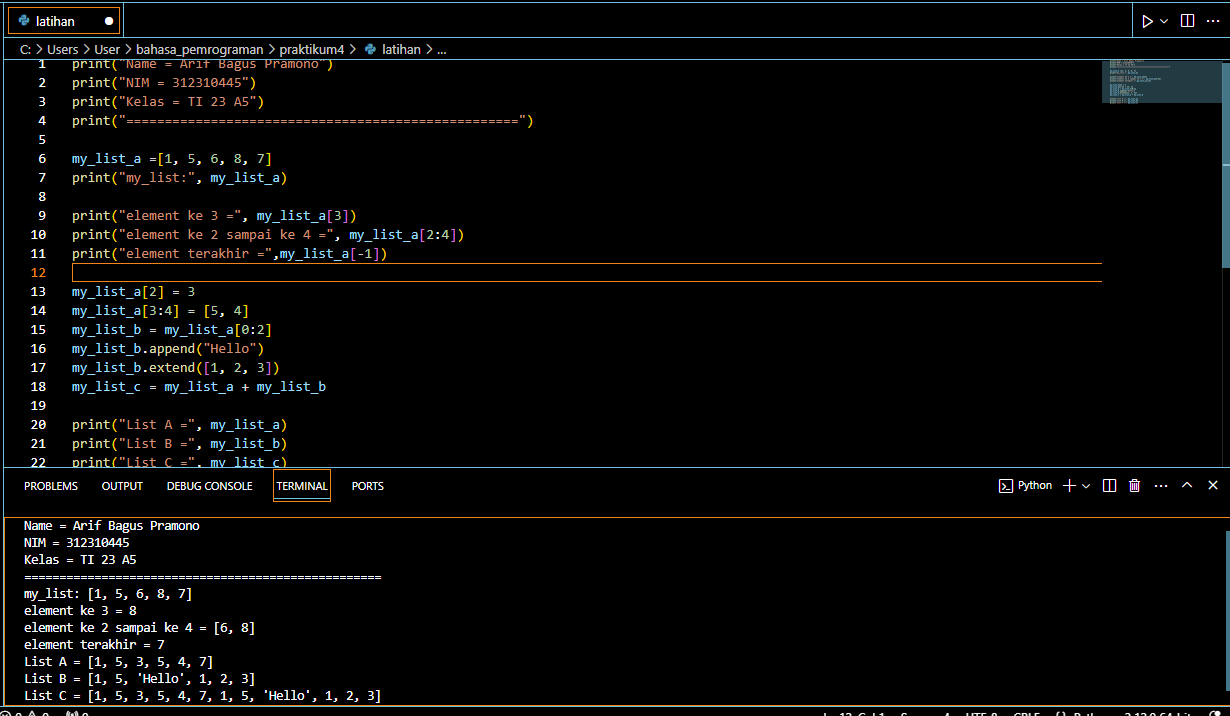 latihan
C: > Users > User > bahasa_pemrograman > praktikum4 > latihan > ...
1 print("Name = Arif Bagus Pramono")
2 print("NIM = 312310445")
3 print("Kelas = TI 23 A5")
4 print("===================================================")
5
6 my_list_a =[1, 5, 6, 8, 7]
7 print("my_list:", my_list_a)
8
9 print("element ke 3 =", my_list_a[3])
10 print("element ke 2 sampai ke 4 =", my_list_a[2:4])
11 print("element terakhir =",my_list_a[-1])
12
13 my_list_a[2] = 3
14 my_list_a[3:4] = [5, 4]
15 my_list_b = my_list_a[0:2]
16 my_list_b.append("Hello")
17 my_list_b.extend([1, 2, 3])
18 my_list_c = my_list_a + my_list_b
19
20 print("List A =", my_list_a)
21 print("List B =", my_list_b)
22 print("List C =", my_list_c)
PROBLEMS OUTPUT DEBUG CONSOLE TERMINAL PORTS Python
Name = Arif Bagus Pramono
NIM = 312310445
Kelas = TI 23 A5
===================================================
my_list: [1, 5, 6, 8, 7]
element ke 3 = 8
element ke 2 sampai ke 4 = [6, 8]
element terakhir = 7
List A = [1, 5, 3, 5, 4, 7]
List B = [1, 5, 'Hello', 1, 2, 3]
List C = [1, 5, 3, 5, 4, 7, 1, 5, 'Hello', 1, 2, 3]